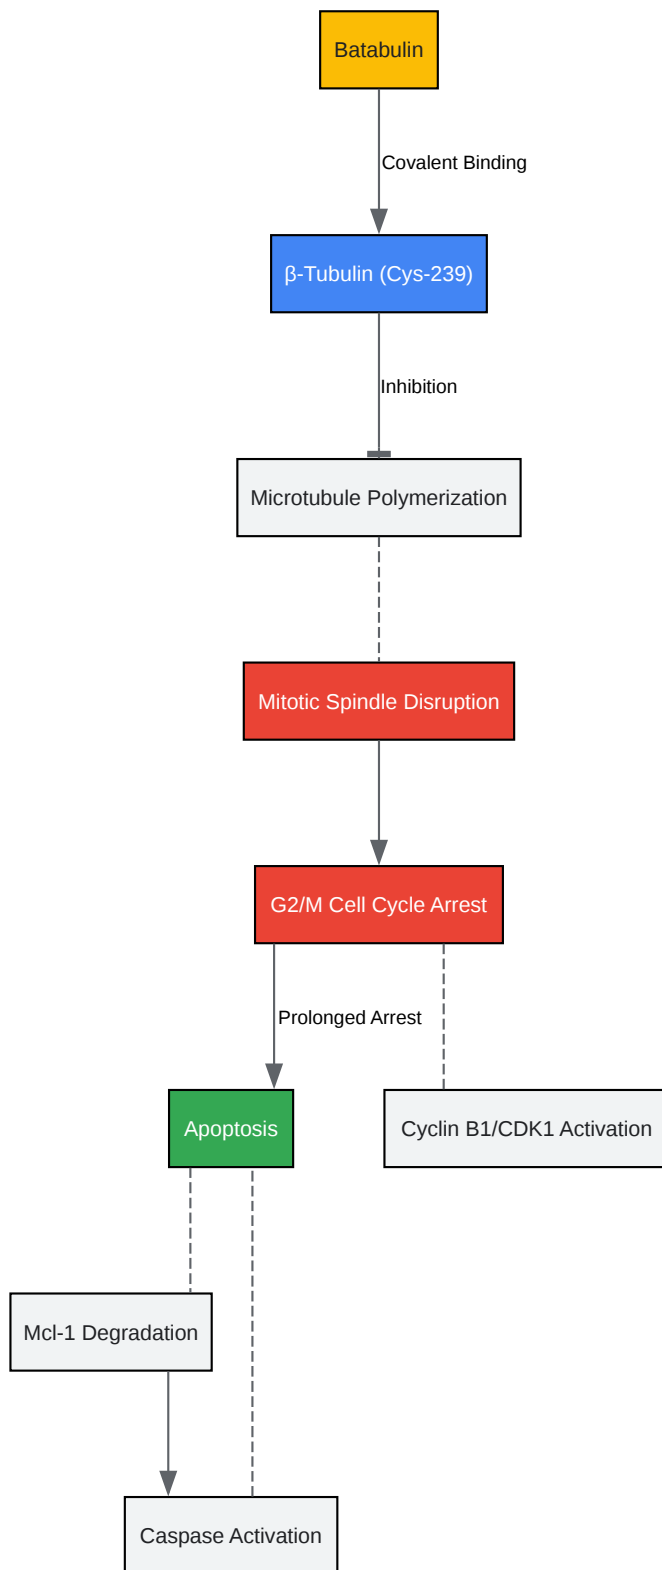 Batabulin
Covalent Binding
β-Tubulin (Cys-239)
Inhibition
Microtubule Polymerization
Mitotic Spindle Disruption
G2/M Cell Cycle Arrest
Prolonged Arrest
Apoptosis
Cyclin B1/CDK1 Activation
Mcl-1 Degradation
Caspase Activation